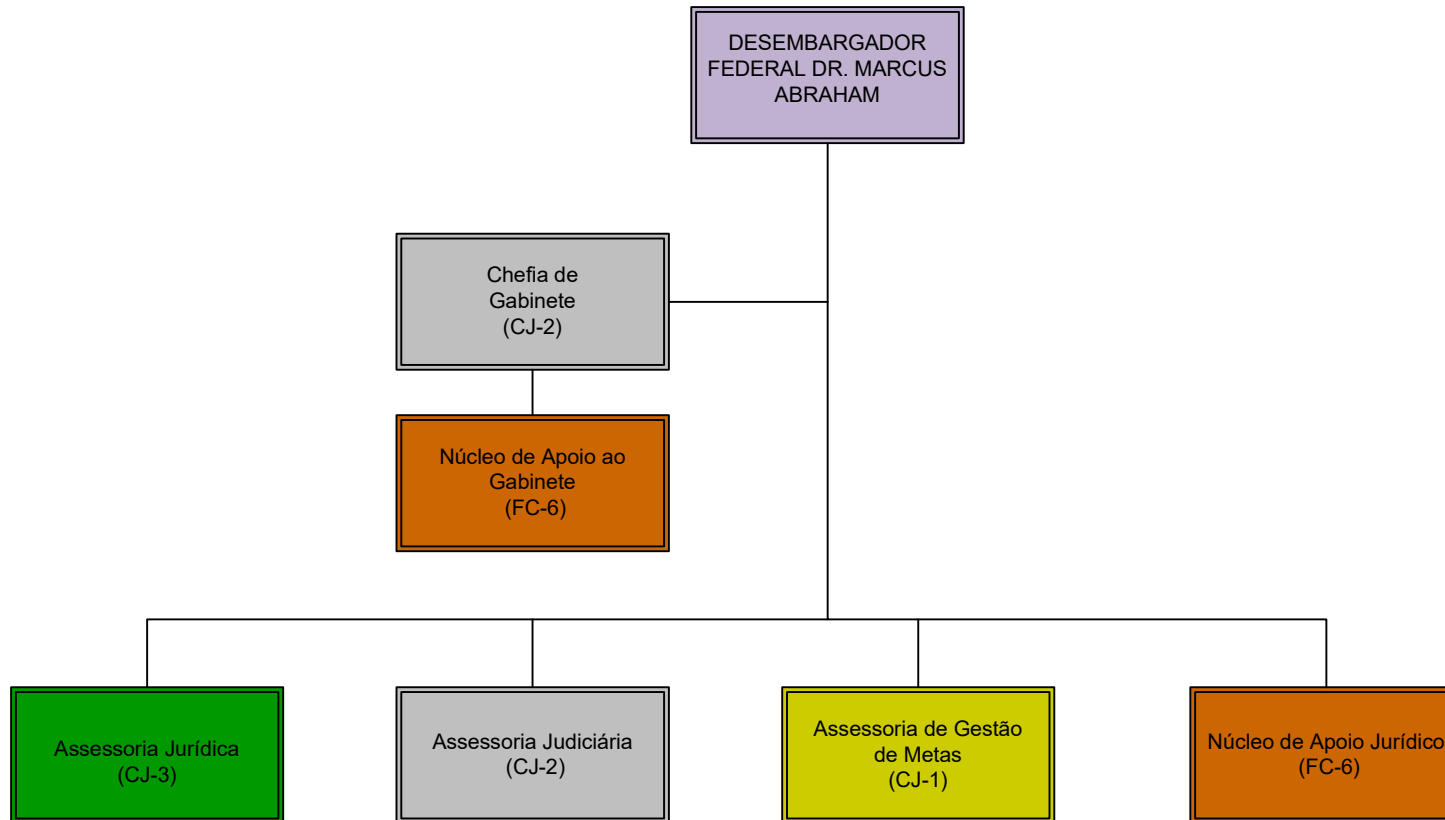 DESEMBARGADOR
FEDERAL DR. MARCUS
ABRAHAM
Chefia de
Gabinete
(CJ-2)
Núcleo de Apoio ao
Gabinete
(FC-6)
Assessoria Jurídica
(CJ-3)
Assessoria Judiciária
(CJ-2)
Assessoria de Gestão
de Metas
(CJ-1)
Núcleo de Apoio Jurídico
(FC-6)